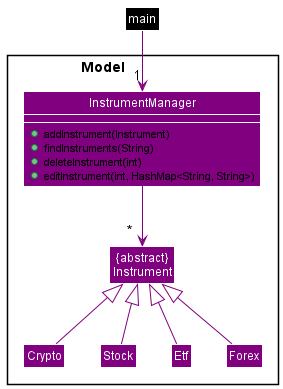 main
Model
1
InstrumentManager
addInstrument(Instrument)
findInstruments(String)
deleteInstrument(int)
editInstrument(int, HashMap<String, String>)
*
{abstract}
Instrument
Crypto Stock Etf Forex